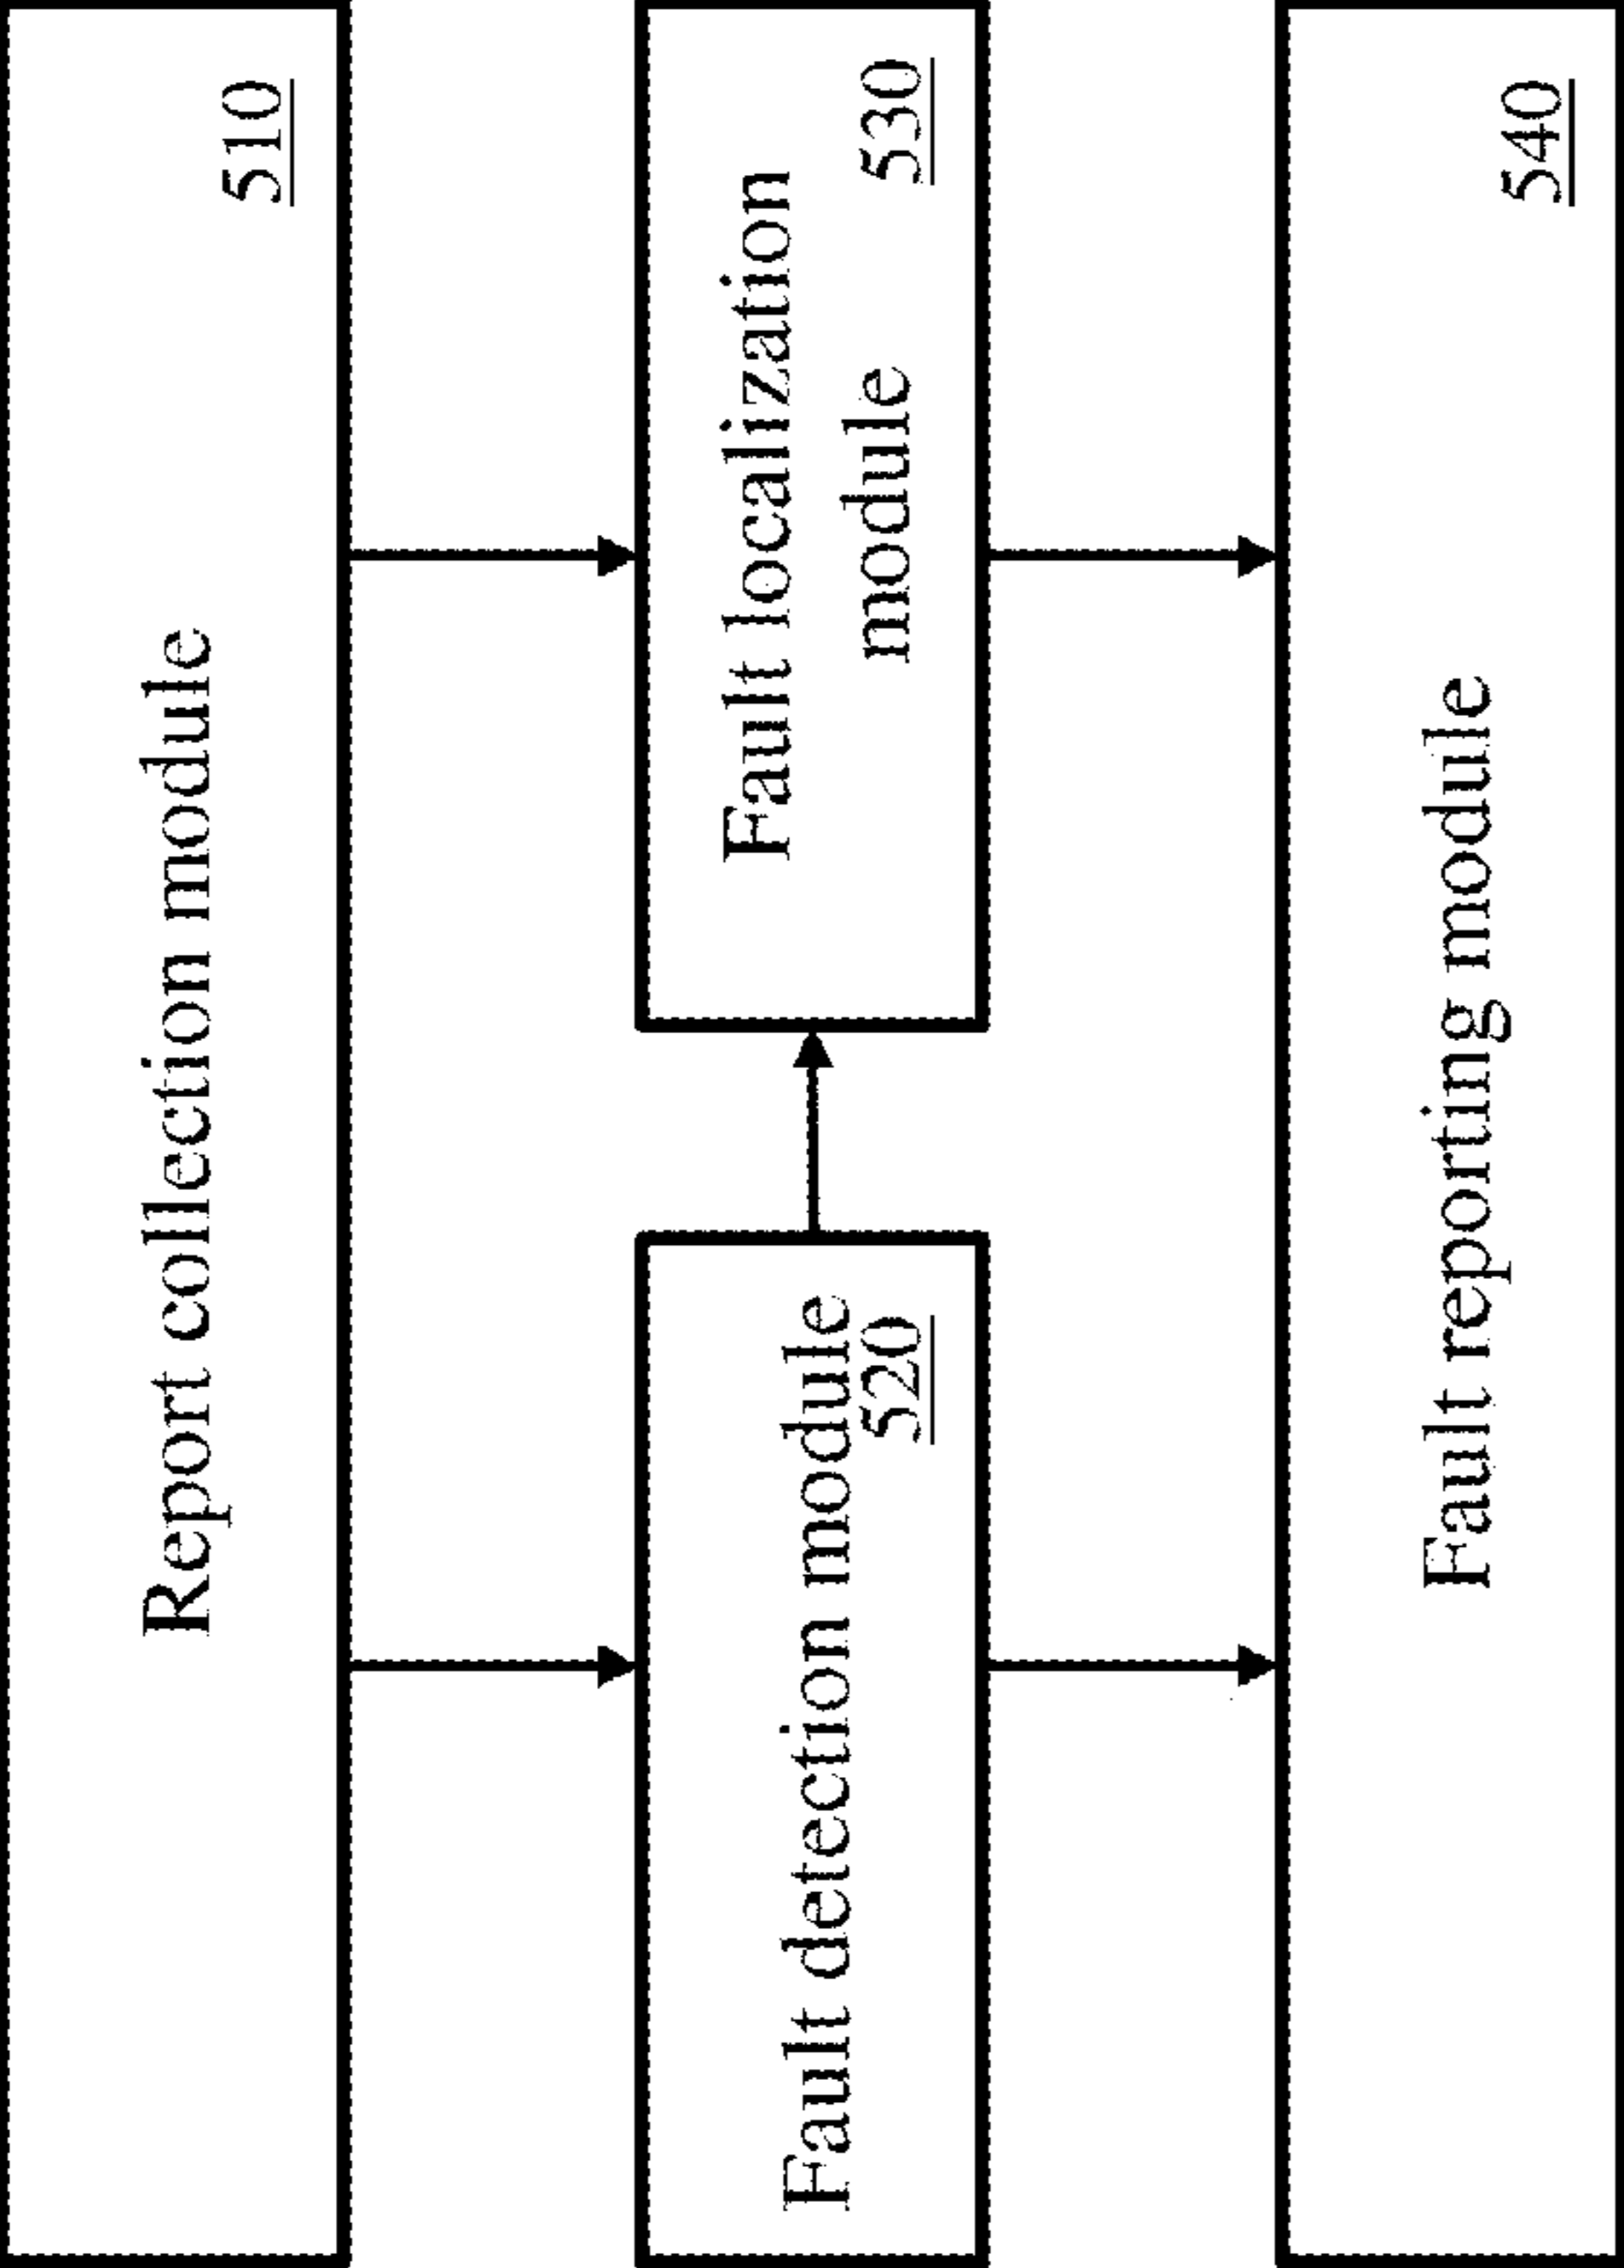 Report collection module
510
Fault detection module
520
Fault localization
module
530
Fault reporting module
540